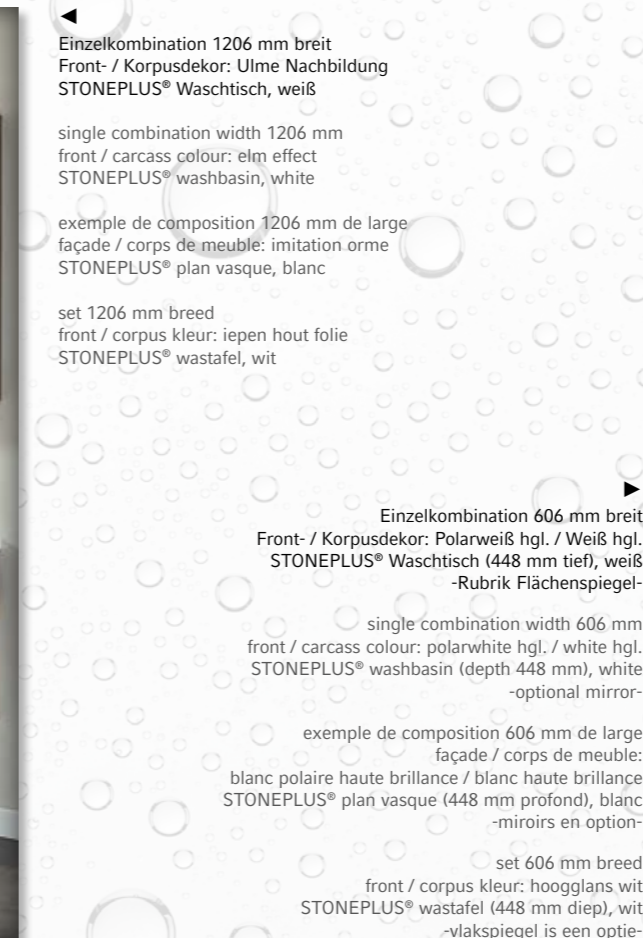 ◄
Einzelkombination 1206 mm breit
Front- / Korpusdekor: Ulme Nachbildung
STONEPLUS® Waschtisch, weiß
single combination width 1206 mm
front / carcass colour: elm effect
STONEPLUS® washbasin, white
exemple de composition 1206 mm de large
façade / corps de meuble: imitation orme
STONEPLUS® plan vasque, blanc
set 1206 mm breed
front / corpus kleur: iepen hout folie
STONEPLUS® wastafel, wit
►
Einzelkombination 606 mm breit
Front- / Korpusdekor: Polarweiß hgl. / Weiß hgl.
STONEPLUS® Waschtisch (448 mm tief), weiß
-Rubrik Flächenspiegel-
single combination width 606 mm
front / carcass colour: polarwhite hgl. / white hgl.
STONEPLUS® washbasin (depth 448 mm), white
-optional mirror-
exemple de composition 606 mm de large
façade / corps de meuble:
blanc polaire haute brillance / blanc haute brillance
STONEPLUS® plan vasque (448 mm profond), blanc
-miroirs en option-
set 606 mm breed
front / corpus kleur: hoogglans wit
STONEPLUS® wastafel (448 mm diep), wit
-vlakspiegel is een optie-